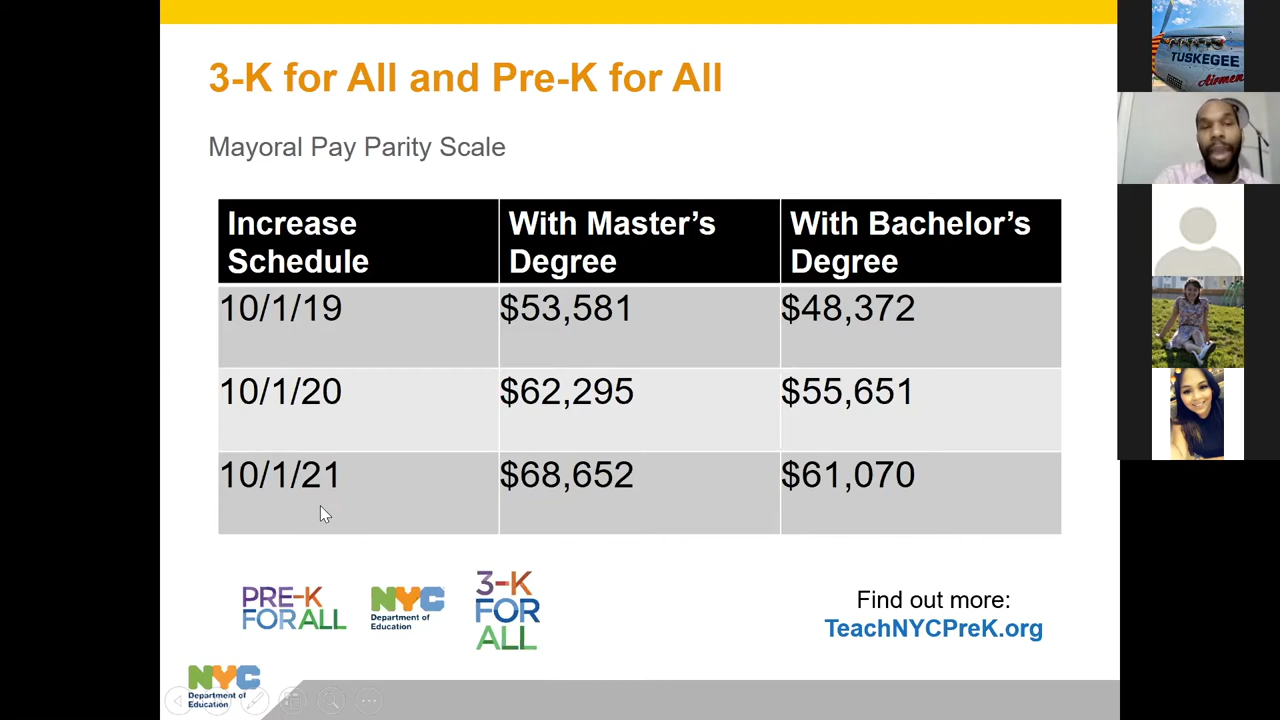 3-K for All and Pre-K for All
Mayoral Pay Parity Scale
Increase Schedule
With Master’s Degree
With Bachelor’s Degree
10/1/19
$53,581
$48,372
10/1/20
$62,295
$55,651
10/1/21
$68,652
$61,070
PRE-K
FOR ALL
NYC
Department of
Education
3-K
FOR
ALL
Find out more:
TeachNYCPreK.org
NYC
Department of
Education
TUSKEGEE
Airmen